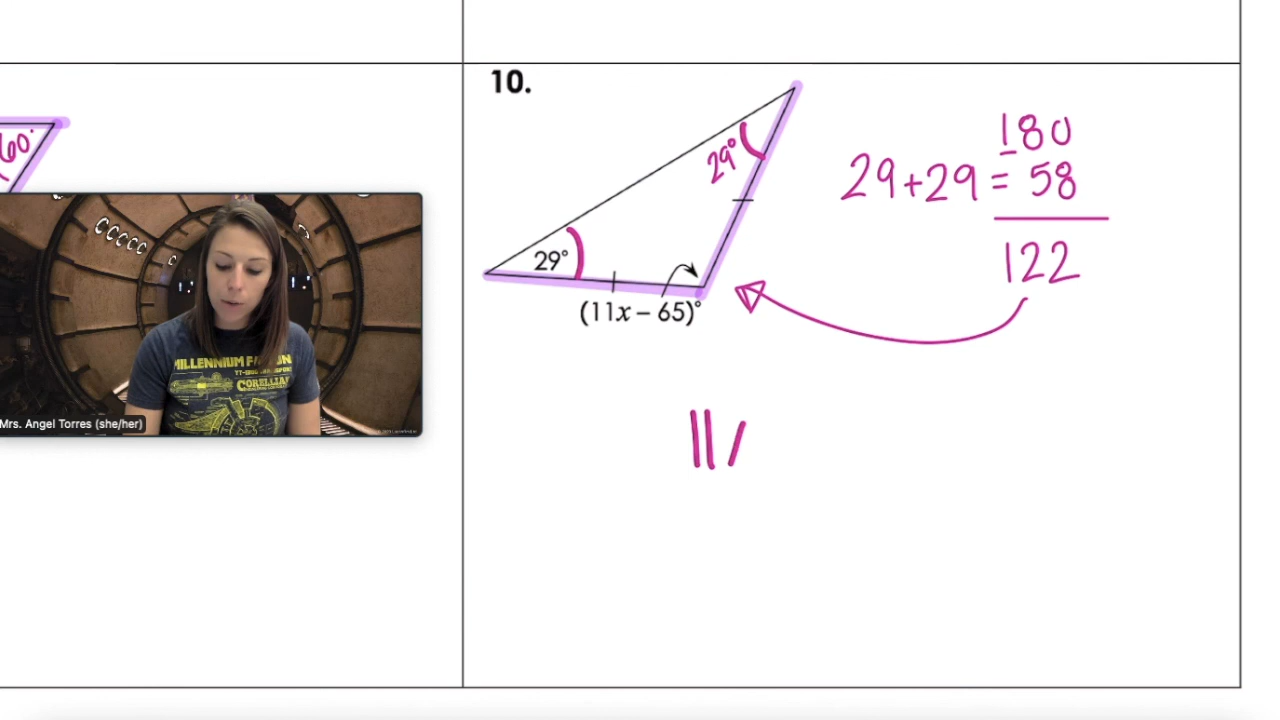 10.
60°
29°
180
29+29 = 58
122
29°
(11x – 65)°
11
MILLENNIUM FALCON
CORELLIAN
Mrs. Angel Torres (she/her)